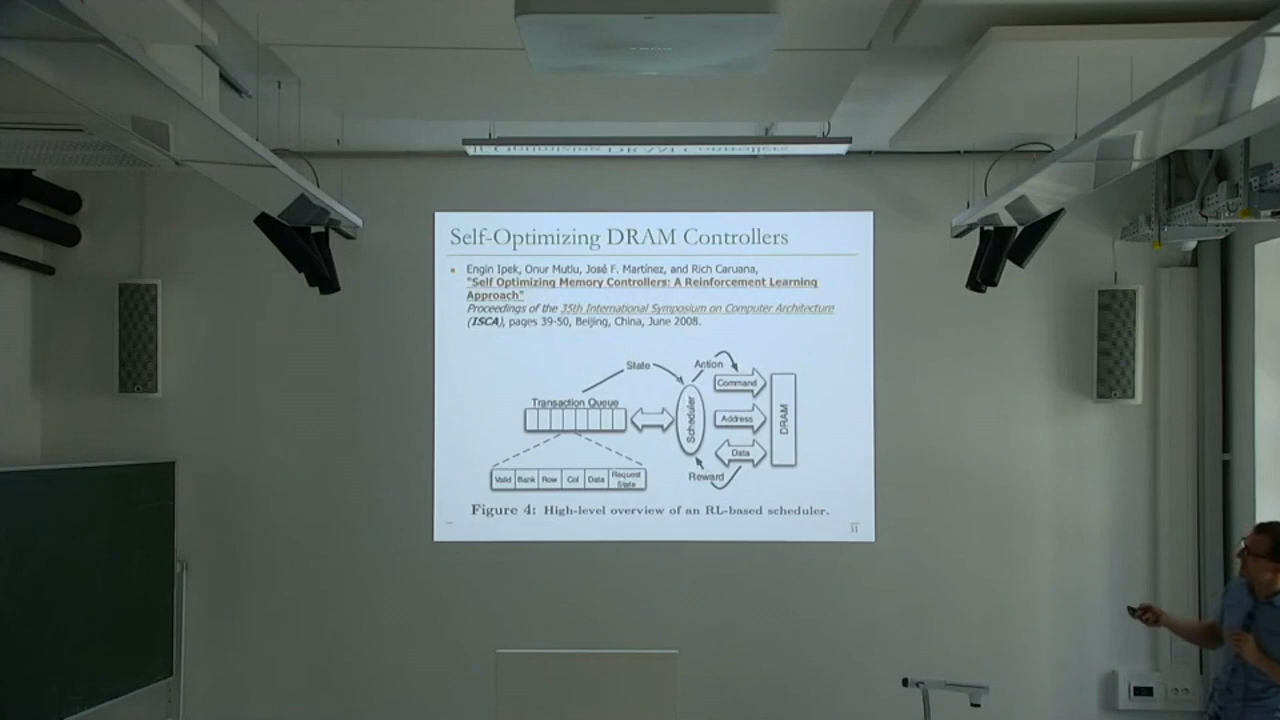 Self-Optimizing DRAM Controllers
Engin Ipek, Onur Mutlu, José F. Martínez, and Rich Caruana,
"Self Optimizing Memory Controllers: A Reinforcement Learning
Approach"
Proceedings of the 35th International Symposium on Computer Architecture
(ISCA), pages 39-50, Beijing, China, June 2008.
State
Action
Command
Transaction Queue
Scheduler
Address
DRAM
Data
Reward
Valid Bank Row Col Data Request
State
Figure 4: High-level overview of an RL-based scheduler.